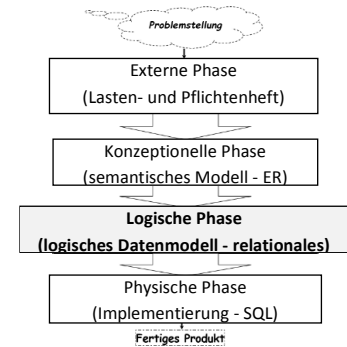 Problemstellung
Externe Phase
(Lasten- und Pflichtenheft)
Konzeptionelle Phase
(semantisches Modell - ER)
Logische Phase
(logisches Datenmodell - relationales)
Physische Phase
(Implementierung - SQL)
Fertiges Produkt